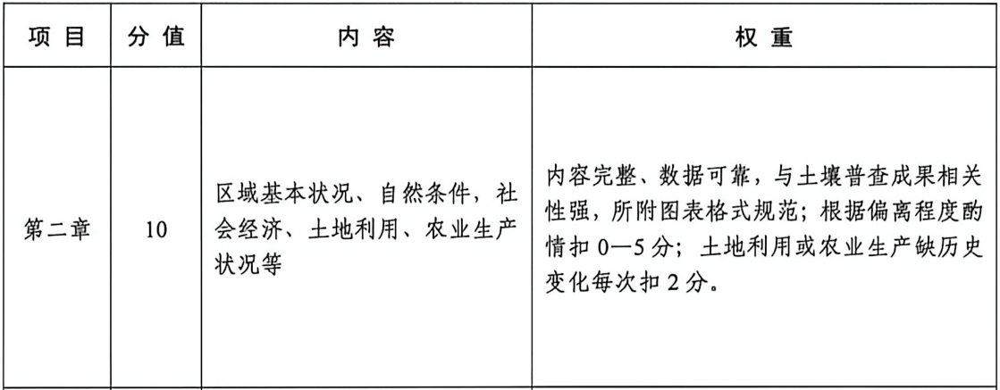 项目 分值 内容 权重
第二章
10
区域基本状况、自然条件，社
会经济、土地利用、农业生产
状况等
内容完整、数据可靠，与土壤普查成果相关
性强，所附图表格式规范；根据偏离程度酌
情扣 0—5 分；土地利用或农业生产缺历史
变化每次扣 2 分。